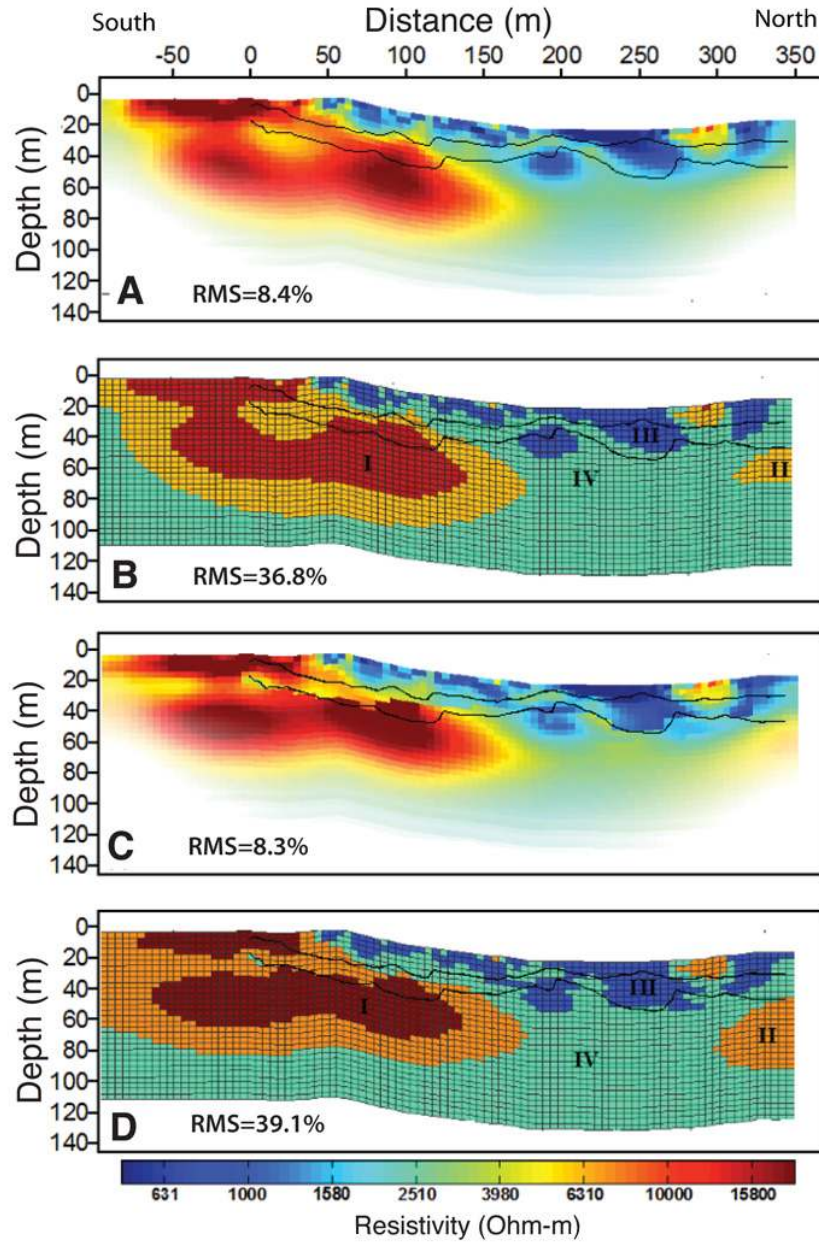 South Distance (m) North
-50 0 50 100 150 200 250 300 350
0
20
40
60
80
100
120
140
Depth (m)
A RMS=8.4%
0
20
40
60
80
100
120
140
Depth (m)
I
II
III
IV
B RMS=36.8%
0
20
40
60
80
100
120
140
Depth (m)
C RMS=8.3%
0
20
40
60
80
100
120
140
Depth (m)
I
II
III
IV
D RMS=39.1%
631 1000 1580 2510 3980 6310 10000 15800
Resistivity (Ohm-m)